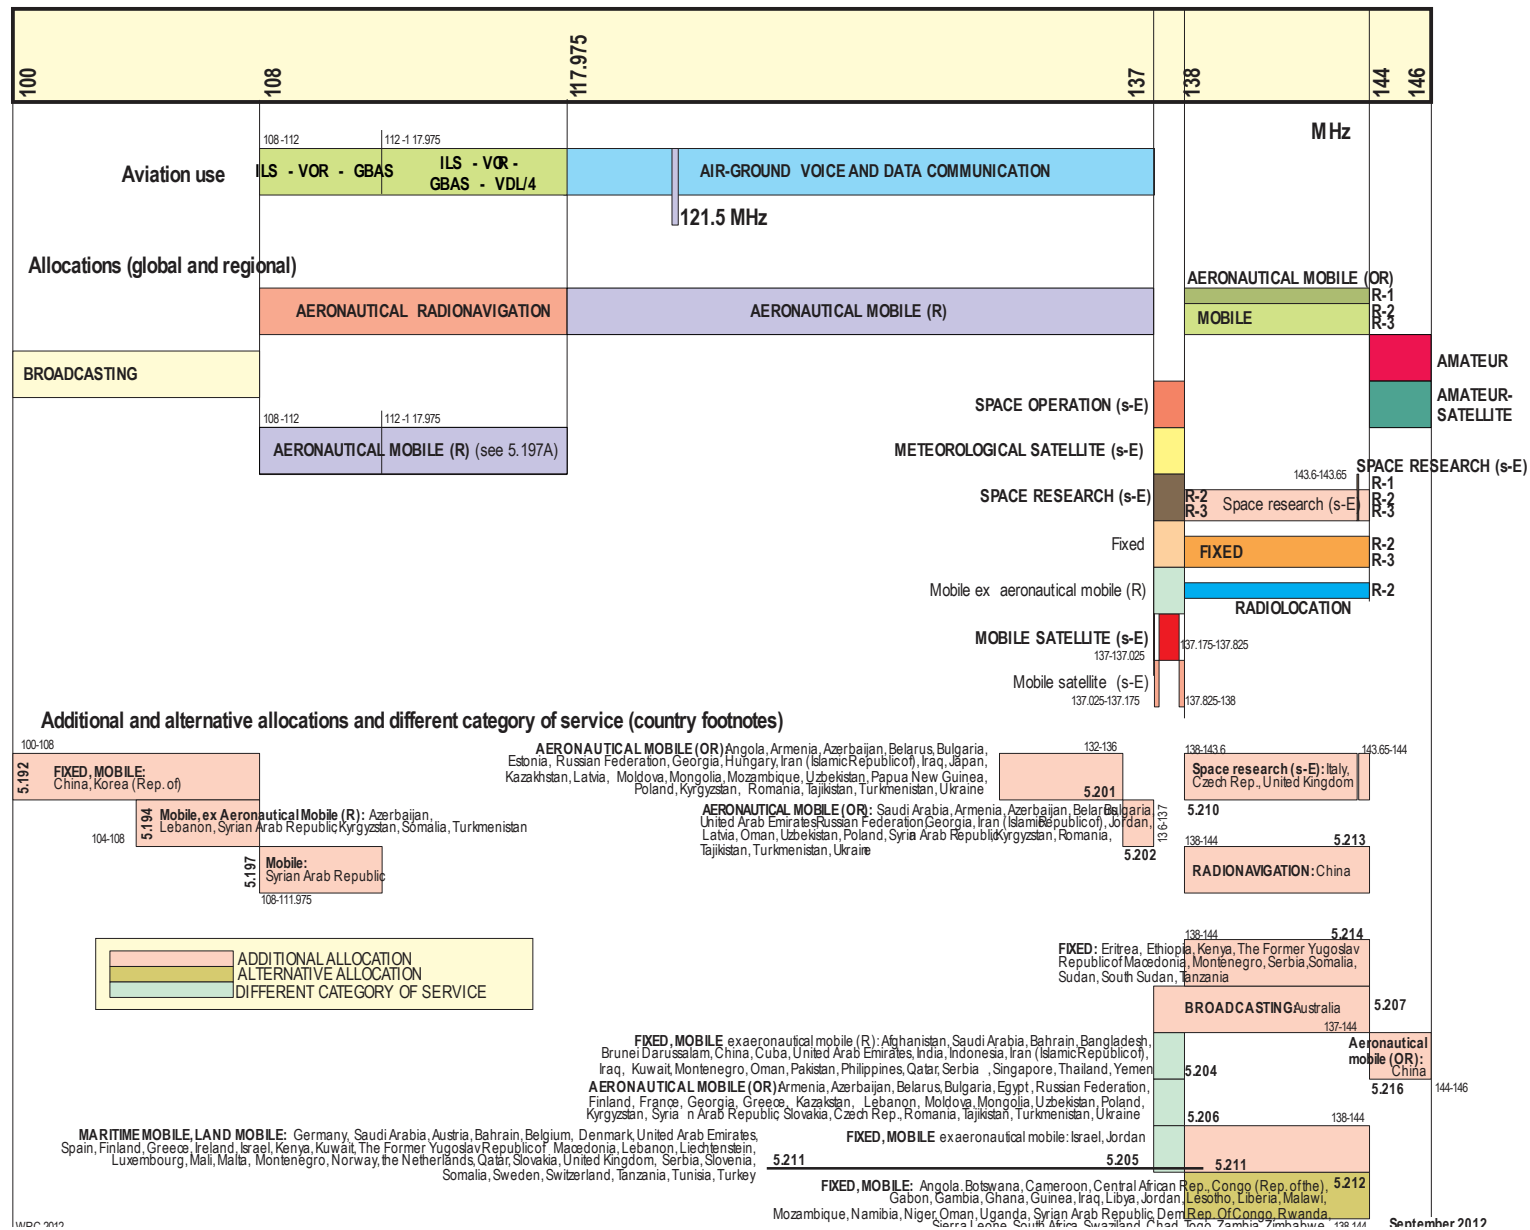 100
108
117.975
137
138
144
146
MHz
108-112
112-117.975
Aviation use
ILS - VOR - GBAS
ILS - VOR -
GBAS - VDL/4
AIR-GROUND VOICE AND DATA COMMUNICATION
121.5 MHz
Allocations (global and regional)
AERONAUTICAL RADIONAVIGATION
AERONAUTICAL MOBILE (R)
AERONAUTICAL MOBILE (OR)
R-1
MOBILE
R-2
R-3
BROADCASTING
AMATEUR
AMATEUR-
SATELLITE
108-112
112-117.975
AERONAUTICAL MOBILE (R) (see 5.197A)
SPACE OPERATION (s-E)
METEOROLOGICAL SATELLITE (s-E)
SPACE RESEARCH (s-E)
143.6-143.65
SPACE RESEARCH (s-E)
R-2
R-3
Space research (s-E)
R-1
R-2
R-3
Fixed
FIXED
R-2
R-3
Mobile ex aeronautical mobile (R)
R-2
RADIOLOCATION
MOBILE SATELLITE (s-E)
137-137.025
137.175-137.825
Mobile satellite (s-E)
137.025-137.175
137.825-138
Additional and alternative allocations and different category of service (country footnotes)
100-108
5.192
FIXED, MOBILE:
China, Korea (Rep. of)
104-108
5.194
Mobile, ex Aeronautical Mobile (R): Azerbaijan,
Lebanon, Syrian Arab Republic Kyrgyzstan, Somalia, Turkmenistan
5.197
Mobile:
Syrian Arab Republic
108-111.975
AERONAUTICAL MOBILE (OR): Angola, Armenia, Azerbaijan, Belarus, Bulgaria,
Estonia, Russian Federation, Georgia, Hungary, Iran (Islamic Republic of), Iraq, Japan,
Kazakhstan, Latvia, Moldova, Mongolia, Mozambique, Uzbekistan, Papua New Guinea,
Poland, Kyrgyzstan, Romania, Tajikistan, Turkmenistan, Ukraine
132-136
5.201
AERONAUTICAL MOBILE (OR): Saudi Arabia, Armenia, Azerbaijan, Belarus, Bulgaria,
United Arab Emirates Russian Federation, Georgia, Iran (Islamic Republic of), Jordan,
Latvia, Oman, Uzbekistan, Poland, Syrian Arab Republic Kyrgyzstan, Romania,
Tajikistan, Turkmenistan, Ukraine
136-137
5.202
138-143.6
143.65-144
Space research (s-E): Italy,
Czech Rep., United Kingdom
5.210
138-144
5.213
RADIONAVIGATION: China
ADDITIONAL ALLOCATION
ALTERNATIVE ALLOCATION
DIFFERENT CATEGORY OF SERVICE
138-144
5.214
FIXED: Eritrea, Ethiopia, Kenya, The Former Yugoslav
Republic of Macedonia, Montenegro, Serbia, Somalia,
Sudan, South Sudan, Tanzania
BROADCASTING: Australia
5.207
137-144
FIXED, MOBILE ex aeronautical mobile (R): Afghanistan, Saudi Arabia, Bahrain, Bangladesh,
Brunei Darussalam, China, Cuba, United Arab Emirates, India, Indonesia, Iran (Islamic Republic of),
Iraq, Kuwait, Montenegro, Oman, Pakistan, Philippines, Qatar, Serbia , Singapore, Thailand, Yemen
5.204
Aeronautical
mobile (OR):
China
5.216
144-146
AERONAUTICAL MOBILE (OR): Armenia, Azerbaijan, Belarus, Bulgaria, Egypt, Russian Federation,
Finland, France, Georgia, Greece, Kazakstan, Lebanon, Moldova, Mongolia, Uzbekistan, Poland,
Kyrgyzstan, Syria n Arab Republic, Slovakia, Czech Rep., Romania, Tajikistan, Turkmenistan, Ukraine
5.206
138-144
MARITIME MOBILE, LAND MOBILE: Germany, Saudi Arabia, Austria, Bahrain, Belgium, Denmark, United Arab Emirates,
Spain, Finland, Greece, Ireland, Israel, Kenya, Kuwait, The Former Yugoslav Republic of Macedonia, Lebanon, Liechtenstein,
Luxembourg, Mali, Malta, Montenegro, Norway, the Netherlands, Qatar, Slovakia, United Kingdom, Serbia, Slovenia,
Somalia, Sweden, Switzerland, Tanzania, Tunisia, Turkey
5.211
FIXED, MOBILE ex aeronautical mobile: Israel, Jordan
5.205
5.211
5.212
FIXED, MOBILE: Angola. Botswana, Cameroon, Central African Rep., Congo (Rep. of the),
Gabon, Gambia, Ghana, Guinea, Iraq, Libya, Jordan, Lesotho, Liberia, Malawi,
Mozambique, Namibia, Niger, Oman, Uganda, Syrian Arab Republic, Dem. Rep. Of Congo, Rwanda,
Sierra Leone, South Africa, Swaziland, Chad, Togo, Zambia, Zimbabwe
138-144
WRC 2012
September 2012